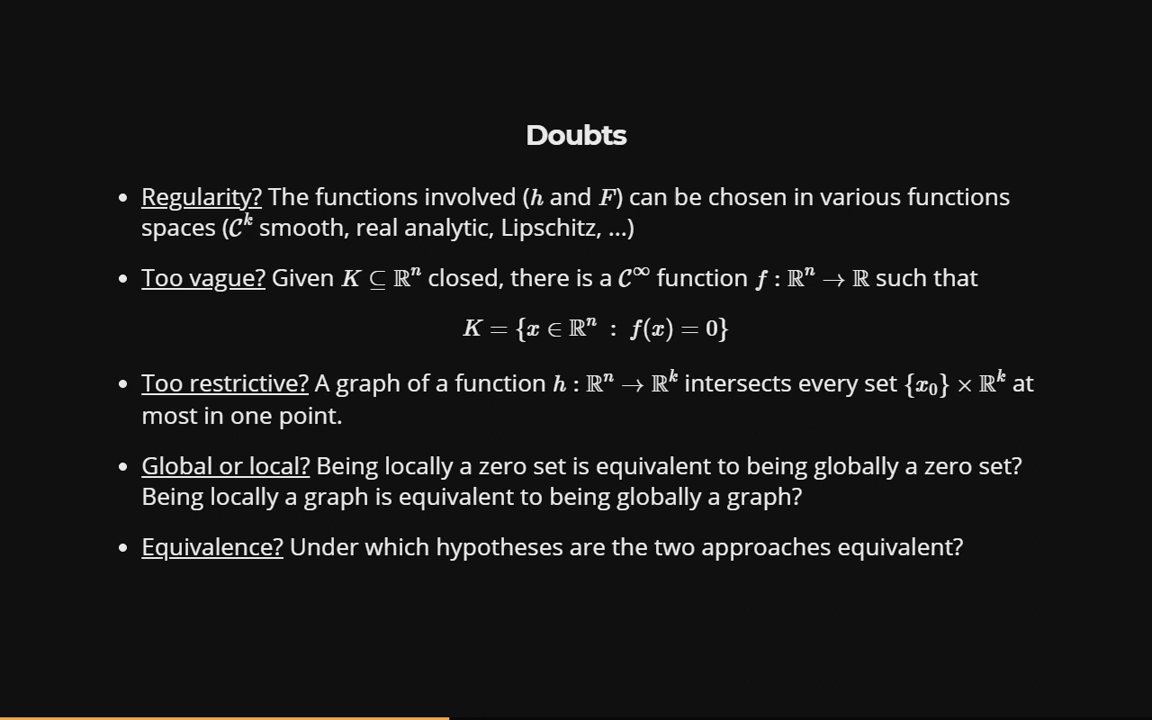 Doubts
• Regularity? The functions involved (h and F) can be chosen in various functions
spaces (𝒞ᵏ smooth, real analytic, Lipschitz, ...)
• Too vague? Given K ⊆ ℝⁿ closed, there is a 𝒞^∞ function f : ℝⁿ → ℝ such that
K = {x ∈ ℝⁿ : f(x) = 0}
• Too restrictive? A graph of a function h : ℝⁿ → ℝᵏ intersects every set {x₀} × ℝᵏ at
most in one point.
• Global or local? Being locally a zero set is equivalent to being globally a zero set?
Being locally a graph is equivalent to being globally a graph?
• Equivalence? Under which hypotheses are the two approaches equivalent?